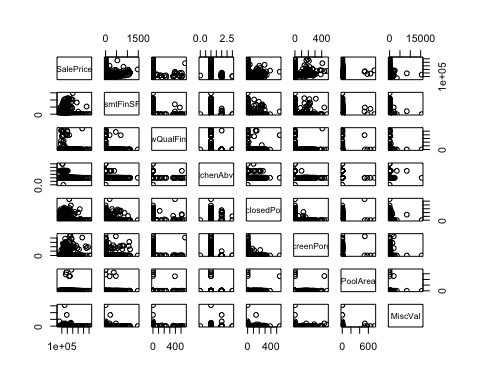 0 1500 0.0 2.5 0 400 0 15000
SalePrice
1e+05
smtFinSF
0
wQualFin
0
chenAbv
0.0
closedPo
0
creenPorc
0
PoolArea
0
MiscVal
0
1e+05 0 400 0 400 0 600